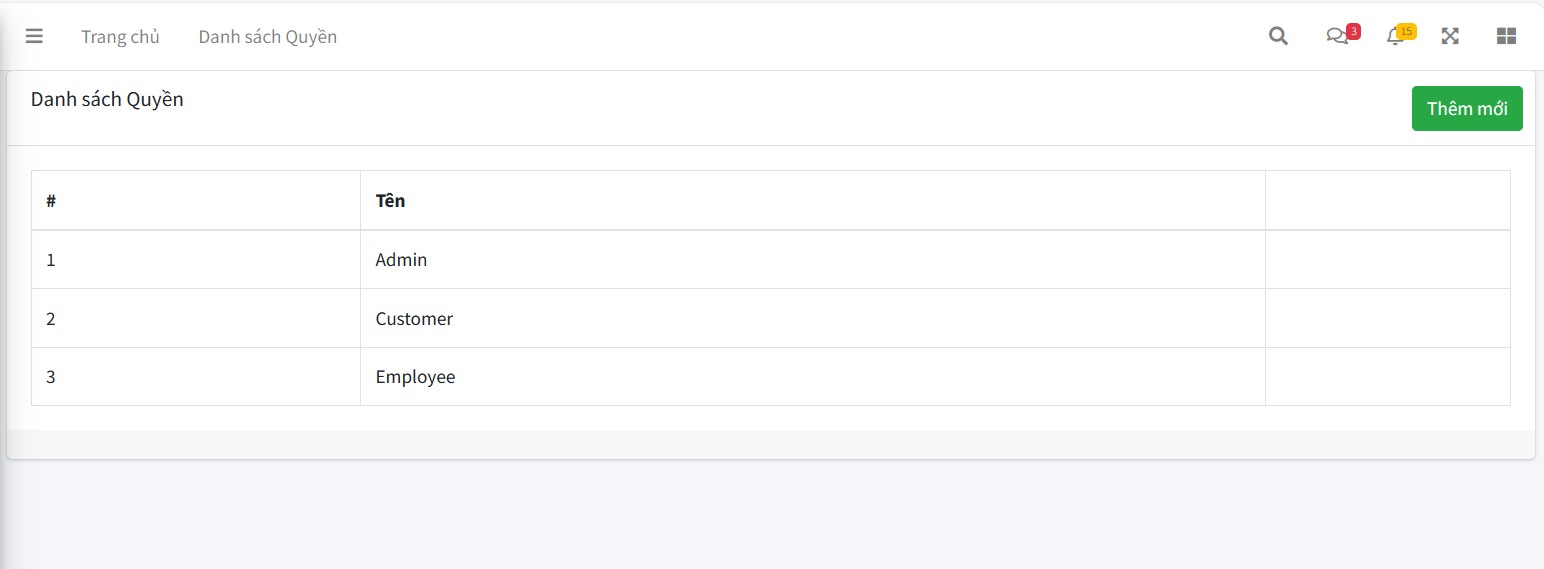 Trang chủ Danh sách Quyền 3 15
Danh sách Quyền Thêm mới
# Tên
1 Admin
2 Customer
3 Employee